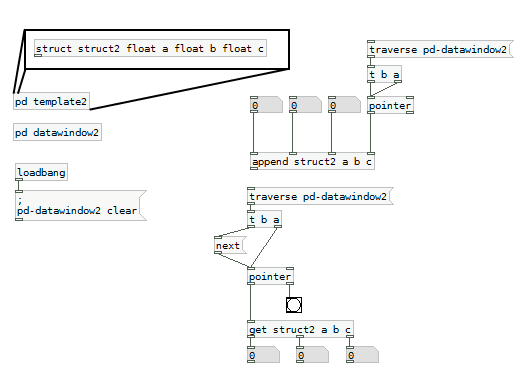 struct struct2 float a float b float c
traverse pd-datawindow2
t b a
pd template2
0 0 0 pointer
pd datawindow2
append struct2 a b c
loadbang
;
pd-datawindow2 clear
traverse pd-datawindow2
t b a
next
pointer
get struct2 a b c
0 0 0